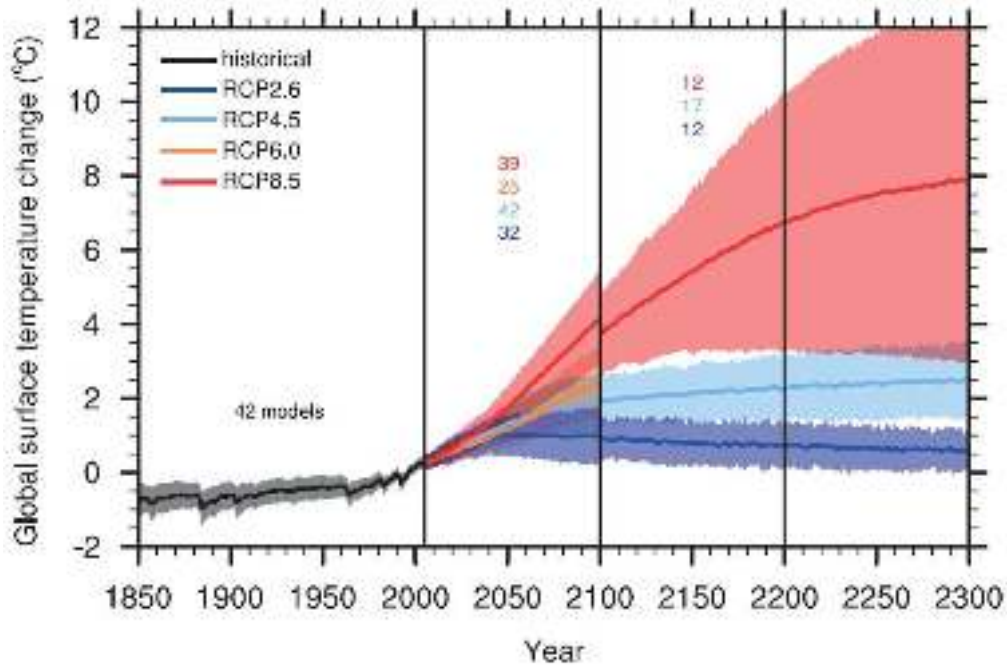 Global surface temperature change (°C)
12
10
8
6
4
2
0
-2
historical
RCP2.6
RCP4.5
RCP6.0
RCP8.5
12
17
12
39
25
42
32
42 models
1850 1900 1950 2000 2050 2100 2150 2200 2250 2300
Year